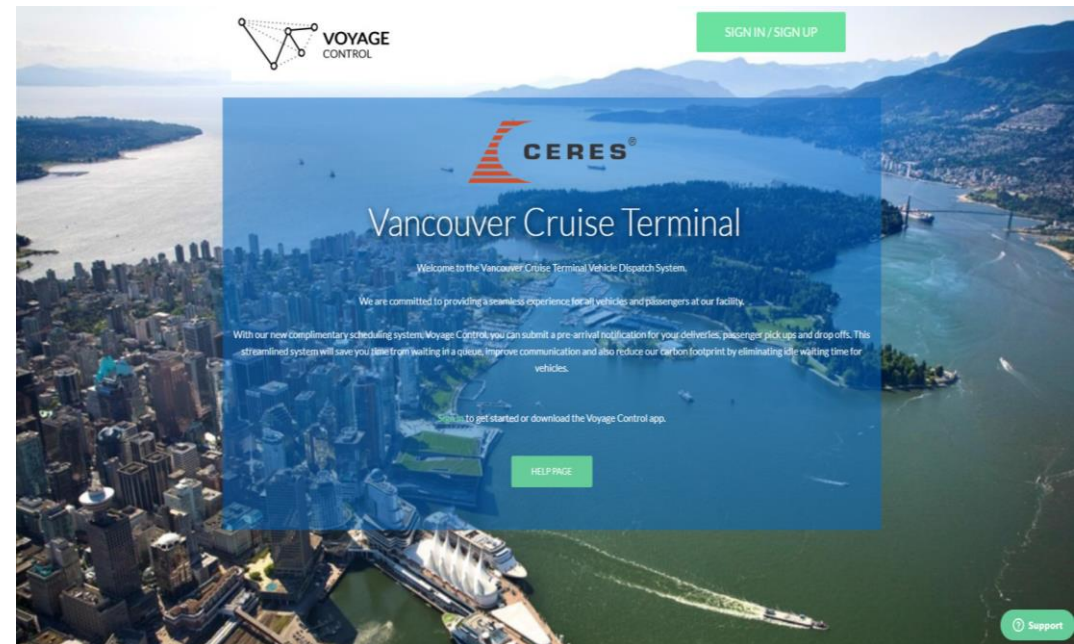 VOYAGE
CONTROL
SIGN IN / SIGN UP
CERES®
Vancouver Cruise Terminal
Welcome to the Vancouver Cruise Terminal Vehicle Dispatch System.
We are committed to providing a seamless experience for all vehicles and passengers at our facility.
With our new complimentary scheduling system, Voyage Control, you can submit a pre-arrival notification for your deliveries, passenger pick ups and drop offs. This
streamlined system will save you time from waiting in a queue, improve communication and also reduce our carbon footprint by eliminating idle waiting time for
vehicles.
Sign in to get started or download the Voyage Control app.
HELP PAGE
Support